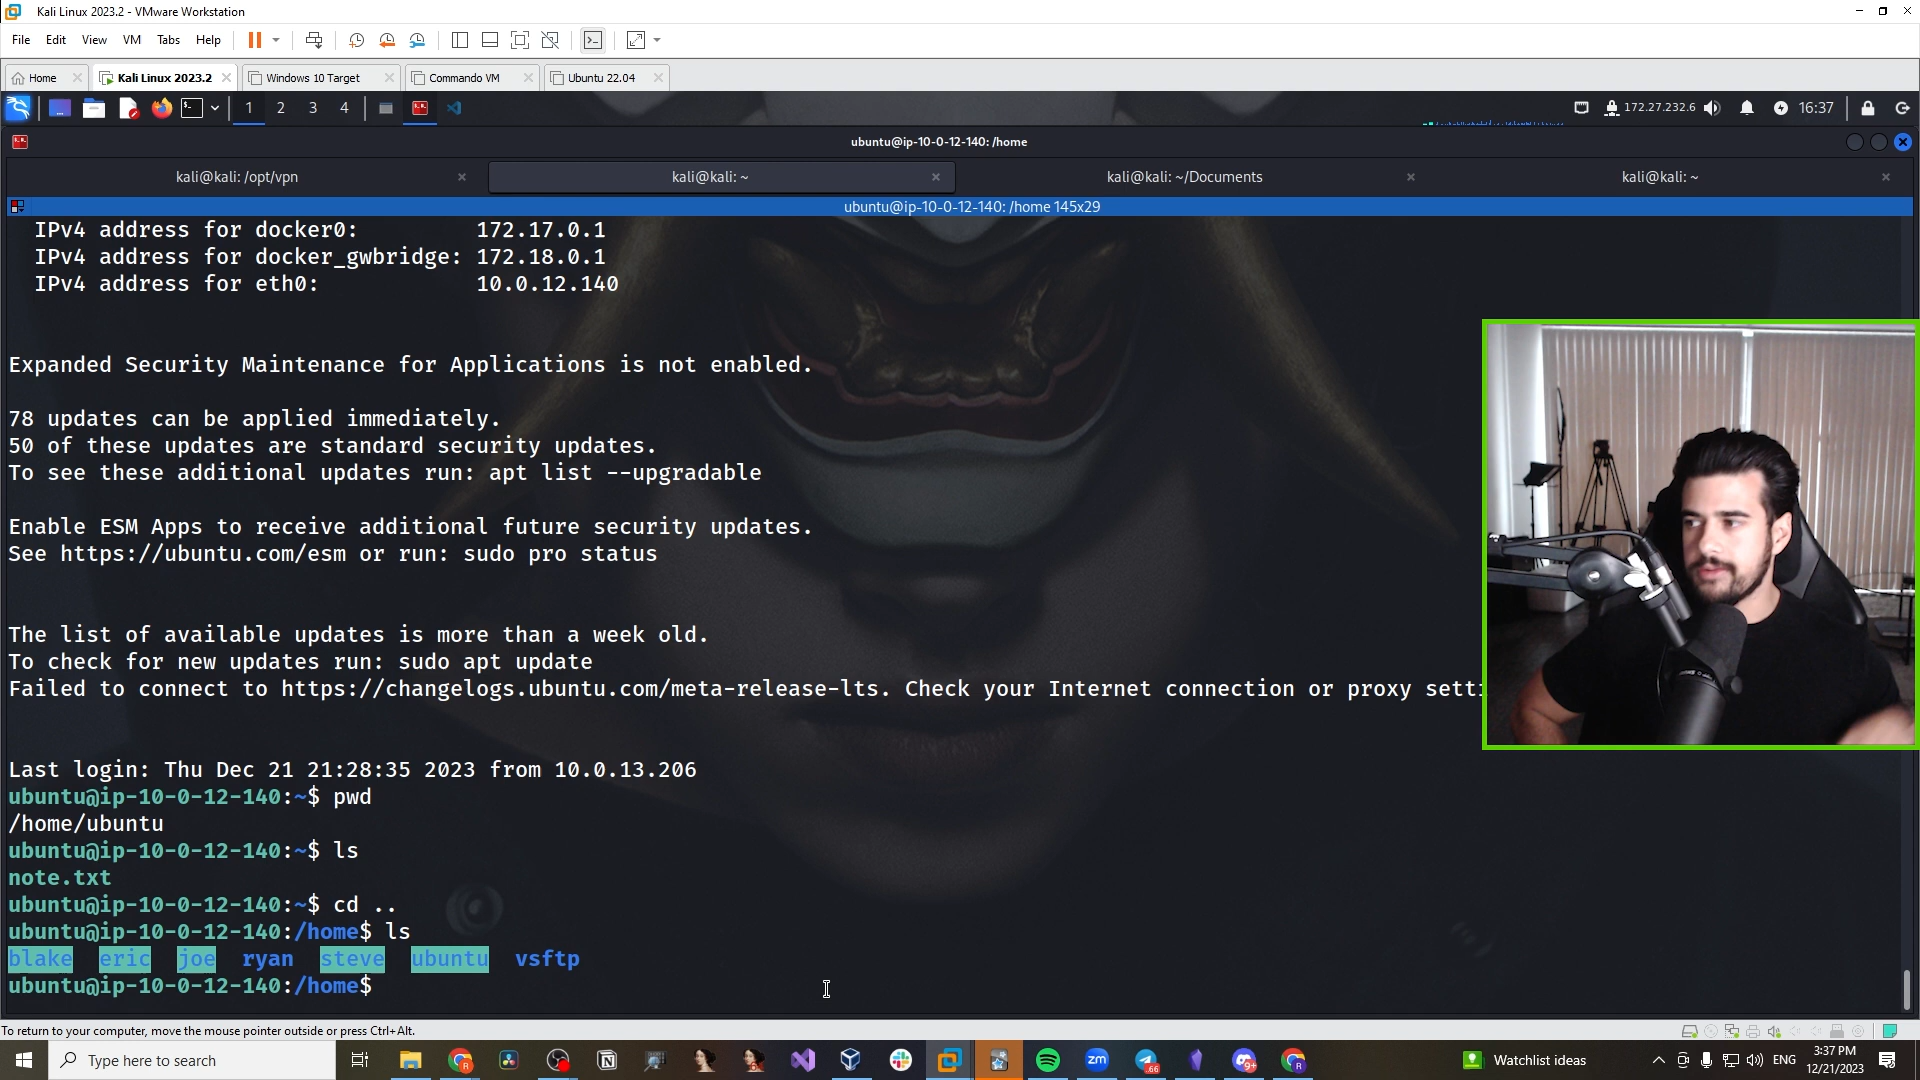 Kali Linux 2023.2 - VMware Workstation
File Edit View VM Tabs Help
Home Kali Linux 2023.2 Windows 10 Target Commando VM Ubuntu 22.04
1 2 3 4 172.27.232.6 16:37
ubuntu@ip-10-0-12-140: /home
kali@kali: /opt/vpn kali@kali: ~ kali@kali: ~/Documents kali@kali: ~
ubuntu@ip-10-0-12-140: /home 145x29
IPv4 address for docker0: 172.17.0.1
IPv4 address for docker_gwbridge: 172.18.0.1
IPv4 address for eth0: 10.0.12.140
Expanded Security Maintenance for Applications is not enabled.
78 updates can be applied immediately.
50 of these updates are standard security updates.
To see these additional updates run: apt list --upgradable
Enable ESM Apps to receive additional future security updates.
See https://ubuntu.com/esm or run: sudo pro status
The list of available updates is more than a week old.
To check for new updates run: sudo apt update
Failed to connect to https://changelogs.ubuntu.com/meta-release-lts. Check your Internet connection or proxy setti
Last login: Thu Dec 21 21:28:35 2023 from 10.0.13.206
ubuntu@ip-10-0-12-140:~$ pwd
/home/ubuntu
ubuntu@ip-10-0-12-140:~$ ls
note.txt
ubuntu@ip-10-0-12-140:~$ cd ..
ubuntu@ip-10-0-12-140:/home$ ls
blake eric joe ryan steve ubuntu vsftp
ubuntu@ip-10-0-12-140:/home$
To return to your computer, move the mouse pointer outside or press Ctrl+Alt.
Type here to search
Watchlist ideas
ENG
3:37 PM
12/21/2023